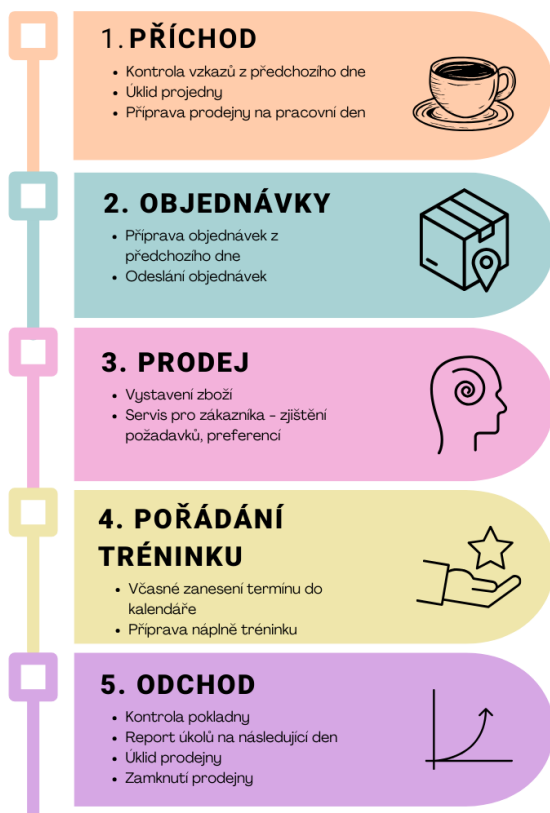 1. PŘÍCHOD
• Kontrola vzkazů z předchozího dne
• Úklid projedny
• Příprava prodejny na pracovní den
2. OBJEDNÁVKY
• Příprava objednávek z
předchozího dne
• Odeslání objednávek
3. PRODEJ
• Vystavení zboží
• Servis pro zákazníka - zjištění
požadavků, preferencí
4. POŘÁDÁNÍ
TRÉNINKU
• Včasné zanesení termínu do
kalendáře
• Příprava náplně tréninku
5. ODCHOD
• Kontrola pokladny
• Report úkolů na následující den
• Úklid prodejny
• Zamknutí prodejny